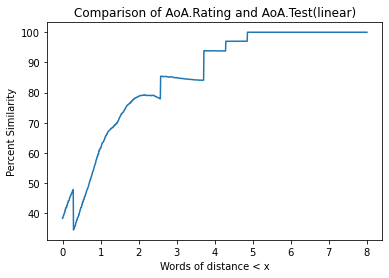 Comparison of AoA.Rating and AoA.Test(linear)
100
90
80
70
60
50
40
Percent Similarity
0 1 2 3 4 5 6 7 8
Words of distance < x